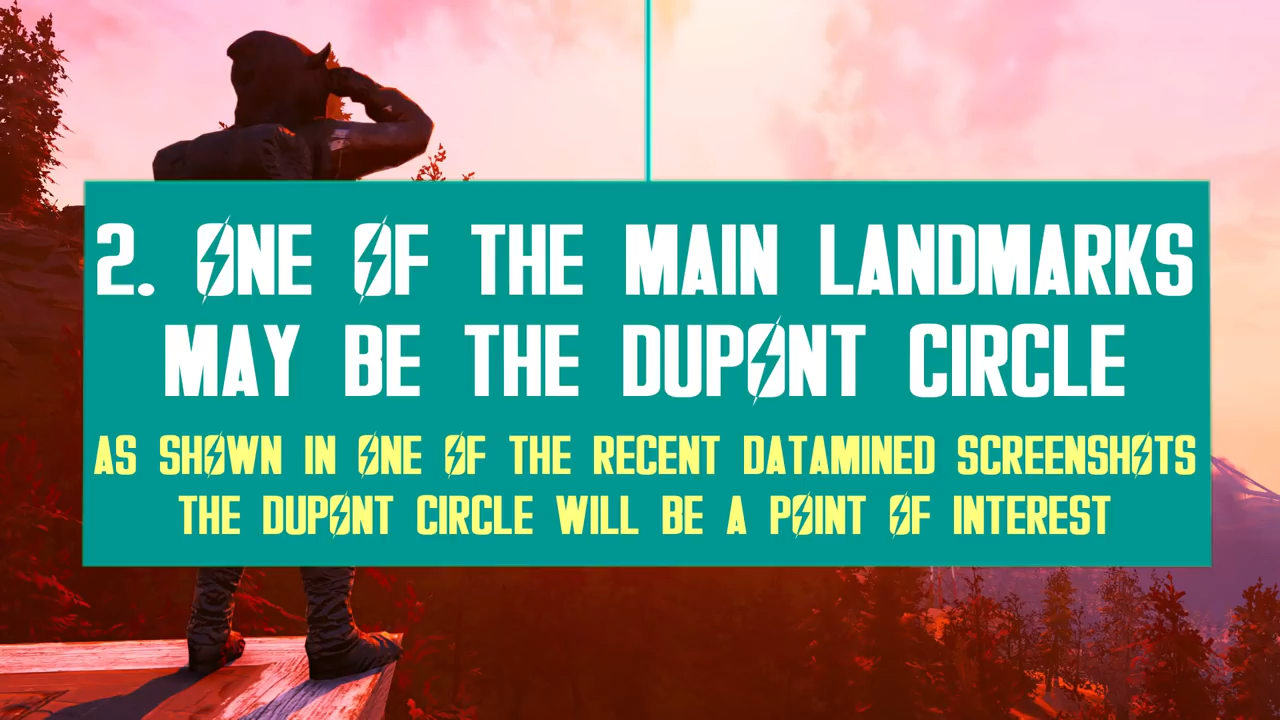 2. ONE OF THE MAIN LANDMARKS
MAY BE THE DUPONT CIRCLE
AS SHOWN IN ONE OF THE RECENT DATAMINED SCREENSHOTS
THE DUPONT CIRCLE WILL BE A POINT OF INTEREST